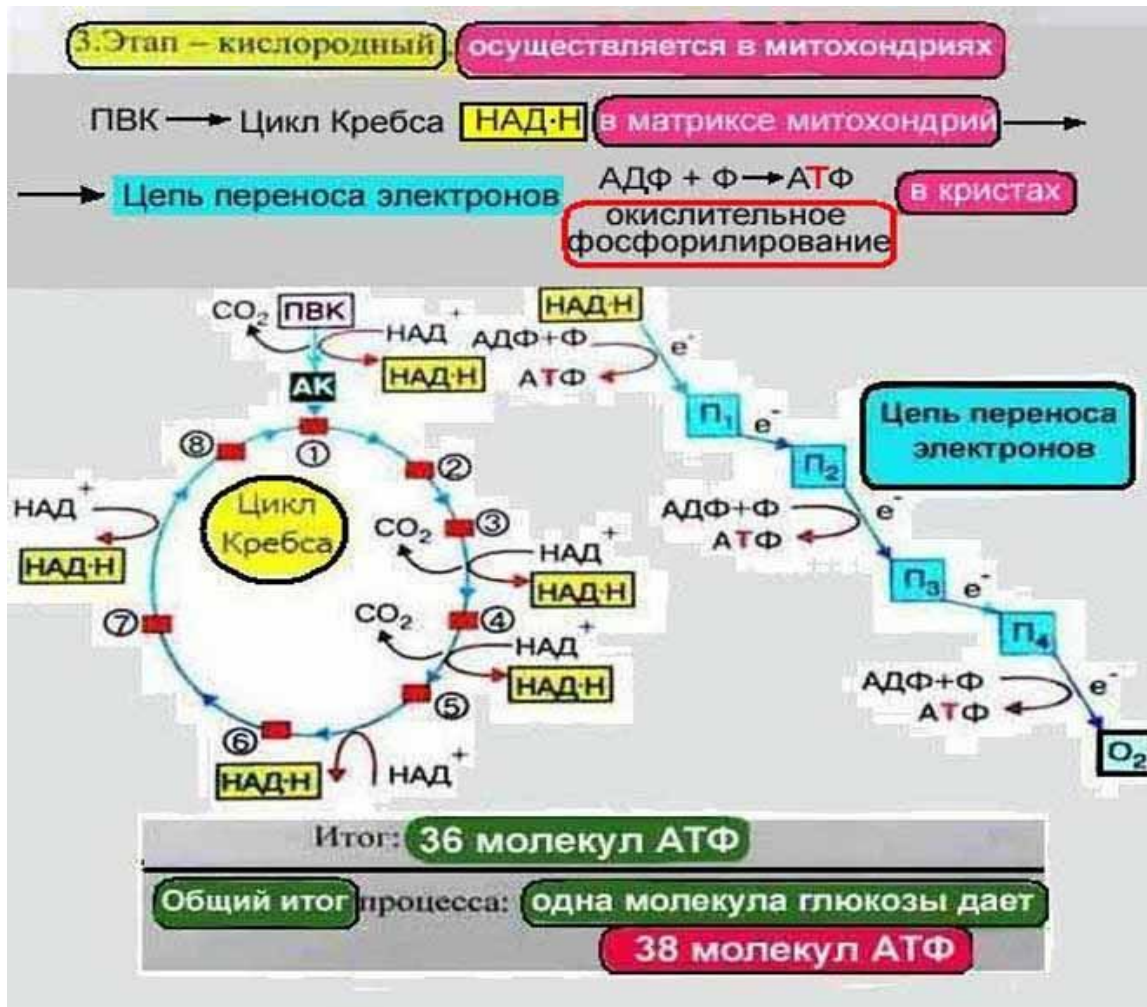 3.Этап – кислородный, осуществляется в митохондриях
ПВК → Цикл Кребса НАД·Н в матриксе митохондрий →
→ Цепь переноса электронов АДФ + Ф → АТФ в кристах
окислительное
фосфорилирование
CO₂ ПВК НАД⁺
НАД·Н
АК
НАД·Н
АДФ+Ф e⁻
АТФ
П₁ e⁻
П₂
Цепь переноса
электронов
АДФ+Ф
АТФ
П₃ e⁻
П₄
АДФ+Ф e⁻
АТФ
O₂
Цикл
Кребса
①
②
③
CO₂ НАД⁺
НАД·Н
④
CO₂ НАД⁺
НАД·Н
⑤
НАД·Н НАД⁺
⑥
⑦
НАД⁺
НАД·Н
⑧
Итог: 36 молекул АТФ
Общий итог процесса: одна молекула глюкозы дает
38 молекул АТФ